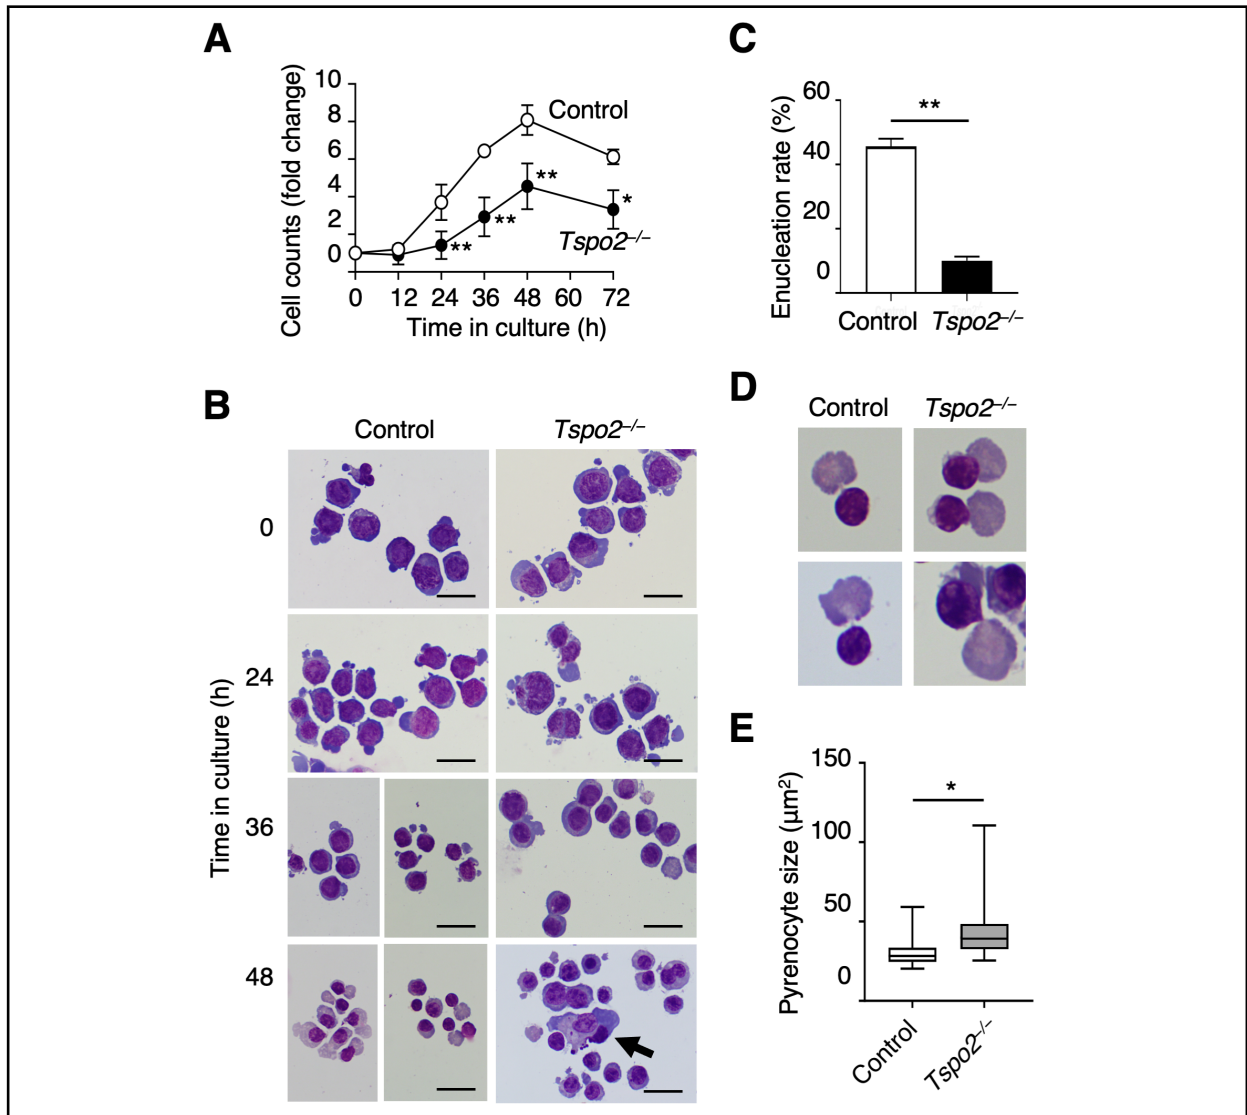 A
Cell counts (fold change)
10
8
6
4
2
0
Control
**
**
**
*
Tspo2–/–
0 12 24 36 48 60 72
Time in culture (h)
C
Enucleation rate (%)
60
40
20
0
**
Control Tspo2–/–
B
Control Tspo2–/–
Time in culture (h)
0
24
36
48
D
Control Tspo2–/–
E
Pyrenocyte size (μm2)
150
100
50
0
*
Control
Tspo2–/–